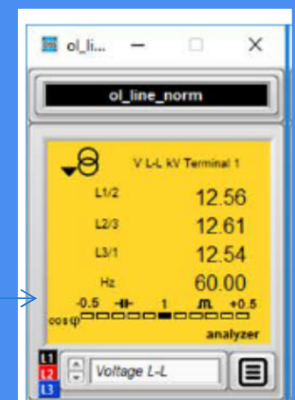 ol_li...
ol_line_norm
V L-L kV Terminal 1
L1/2 12.56
L2/3 12.61
L3/1 12.54
Hz 60.00
-0.5 1 +0.5
cosφ
analyzer
L1
L2
L3
Voltage L-L